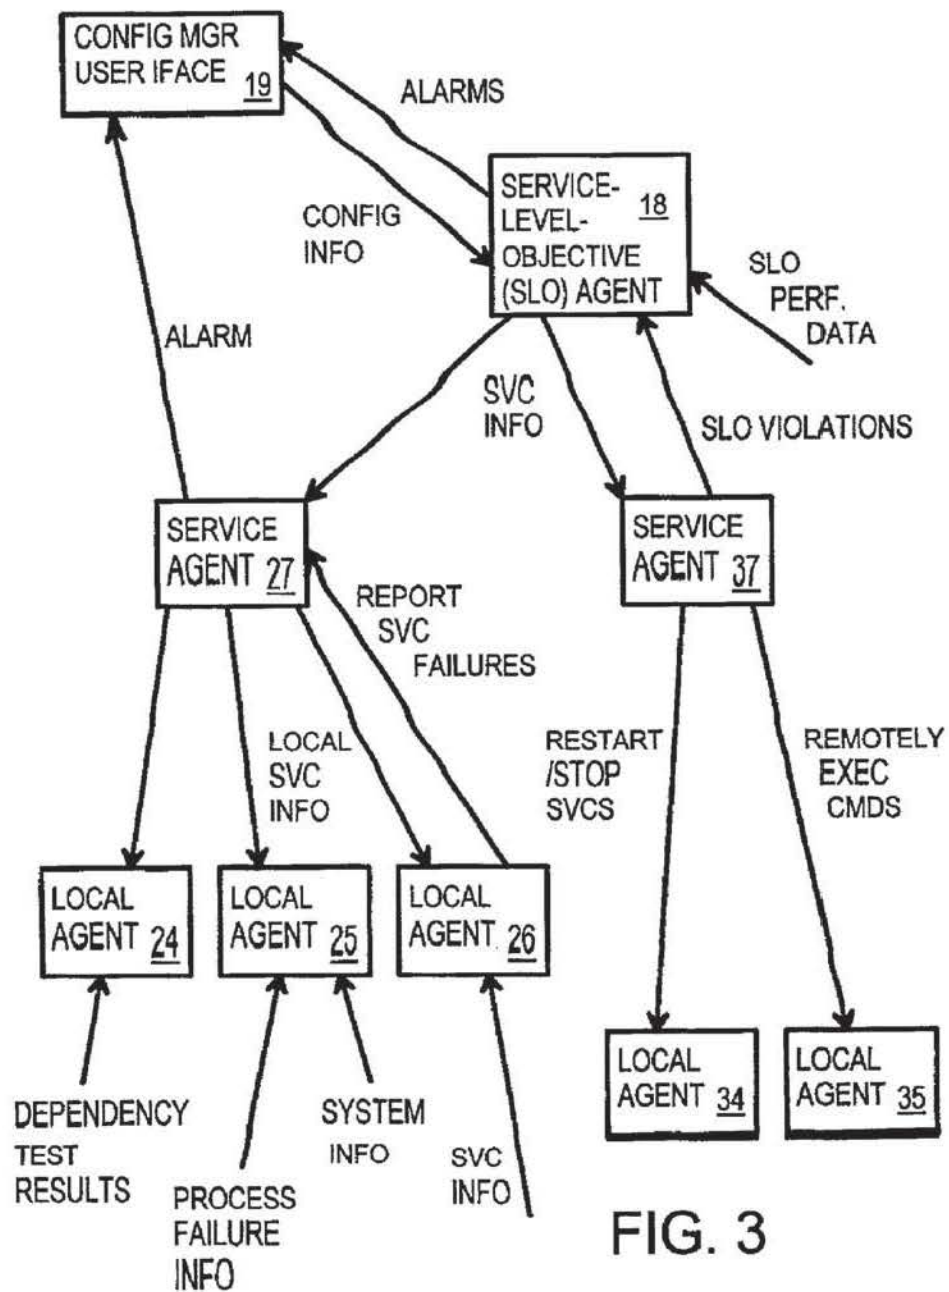 CONFIG MGR
USER IFACE
19
ALARMS
SERVICE-
LEVEL-
OBJECTIVE
(SLO) AGENT
18
CONFIG
INFO
SLO
PERF.
DATA
ALARM
SVC
INFO
SLO VIOLATIONS
SERVICE
AGENT 27
SERVICE
AGENT 37
REPORT
SVC
FAILURES
LOCAL
SVC
INFO
RESTART
/STOP
SVCS
REMOTELY
EXEC
CMDS
LOCAL
AGENT 24
LOCAL
AGENT 25
LOCAL
AGENT 26
LOCAL
AGENT 34
LOCAL
AGENT 35
DEPENDENCY
TEST
RESULTS
PROCESS
FAILURE
INFO
SYSTEM
INFO
SVC
INFO
FIG. 3